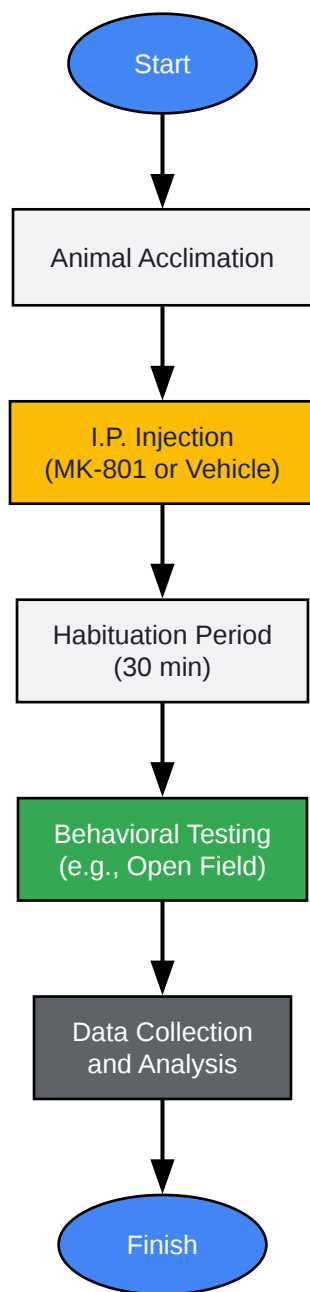 Start
Animal Acclimation
I.P. Injection
(MK-801 or Vehicle)
Habituation Period
(30 min)
Behavioral Testing
(e.g., Open Field)
Data Collection
and Analysis
Finish